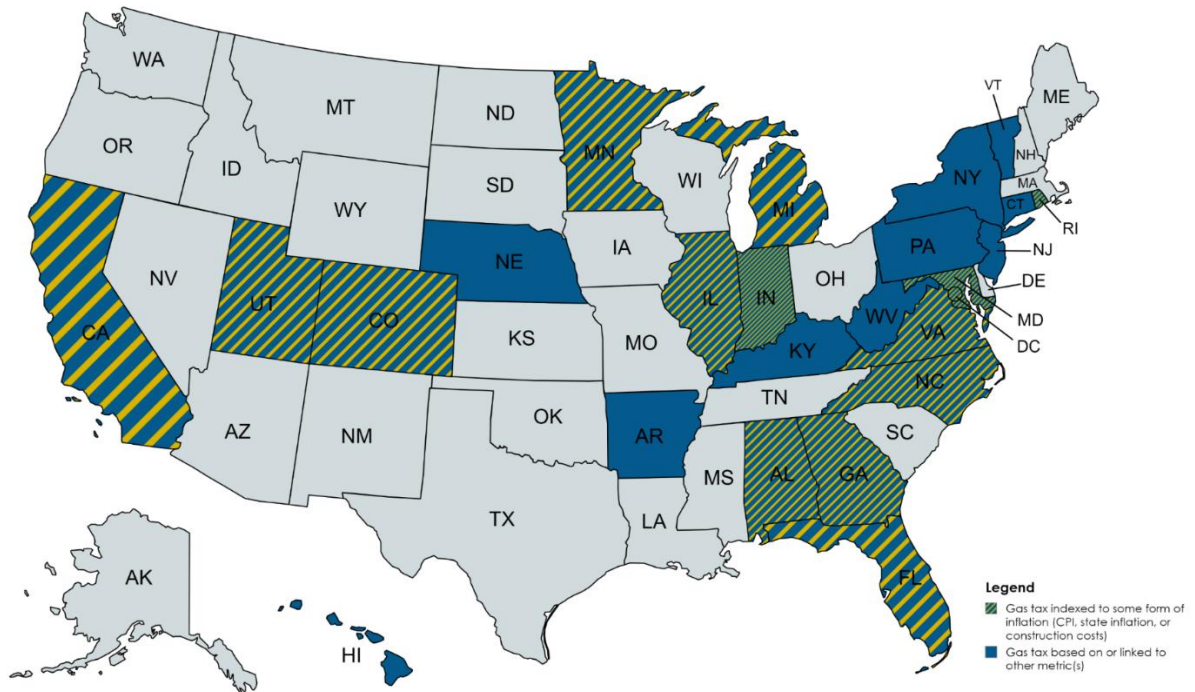 WA
MT
ND
VT
ME
OR
MN
ID
NH
WI
SD
NY
MA
WY
MI
CT
RI
IA
PA
NE
NJ
NV
OH
DE
IL
IN
UT
MD
CO
WV
CA
VA
DC
KS
MO
KY
NC
TN
OK
AZ
NM
AR
SC
MS
AL
GA
TX
LA
AK
FL
HI
Legend
Gas tax indexed to some form of
inflation (CPI, state inflation, or
construction costs)
Gas tax based on or linked to
other metric(s)